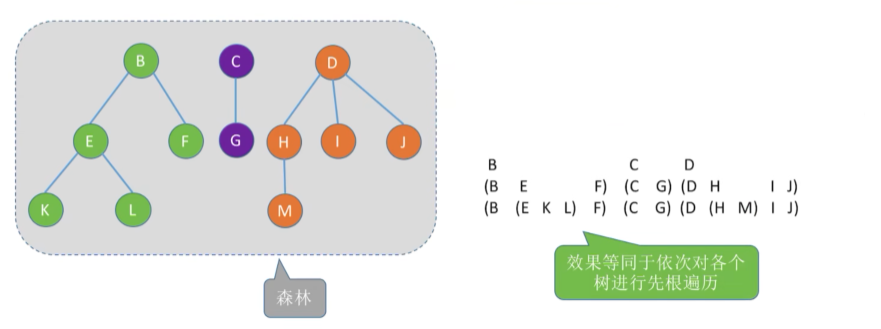 B C D
E F G H I J
K L M
森林
B C D
(B E F) (C G) (D H I J)
(B (E K L) F) (C G) (D (H M) I J)
效果等同于依次对各个
树进行先根遍历